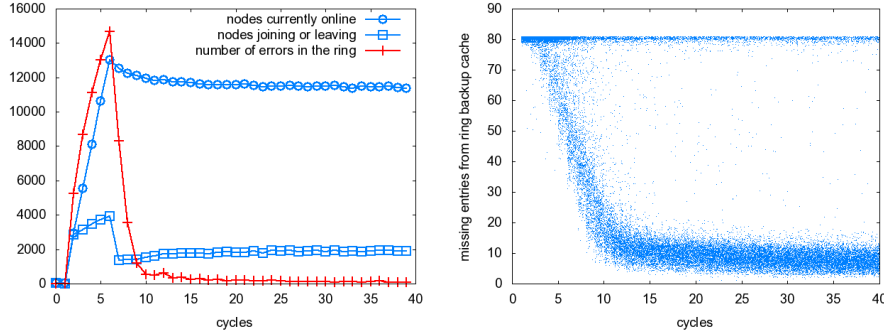 nodes currently online
nodes joining or leaving
number of errors in the ring
16000
14000
12000
10000
8000
6000
4000
2000
0
0 5 10 15 20 25 30 35 40
cycles
missing entries from ring backup cache
90
80
70
60
50
40
30
20
10
0
0 5 10 15 20 25 30 35 40
cycles